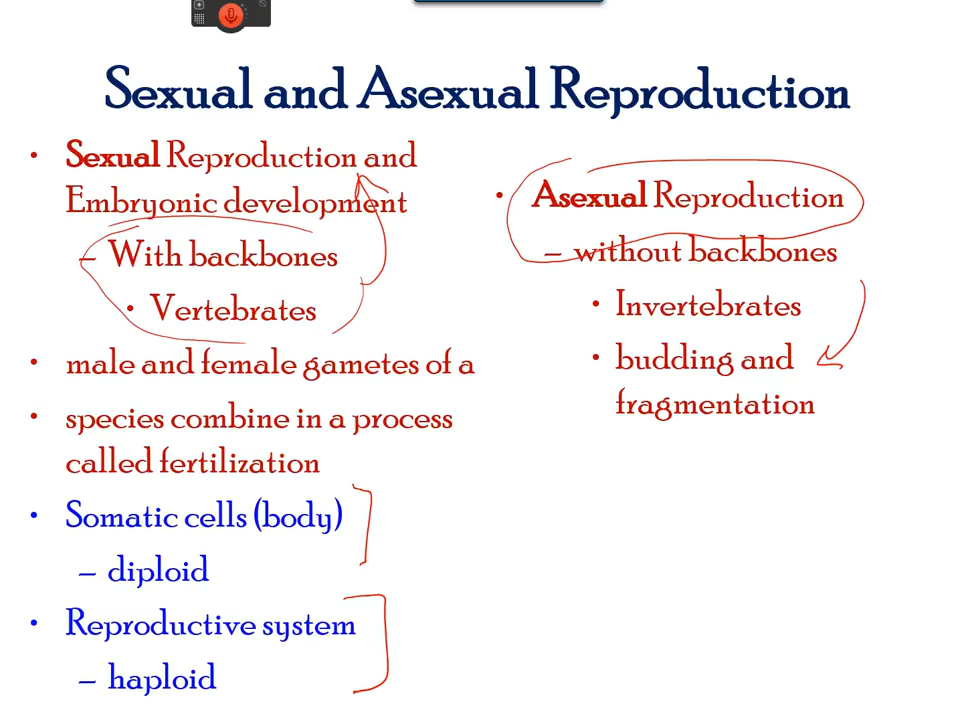 Sexual and Asexual Reproduction
• Sexual Reproduction and
Embryonic development
– With backbones
• Vertebrates
• male and female gametes of a
• species combine in a process
called fertilization
• Somatic cells (body)
– diploid
• Reproductive system
– haploid
• Asexual Reproduction
– without backbones
• Invertebrates
• budding and
fragmentation